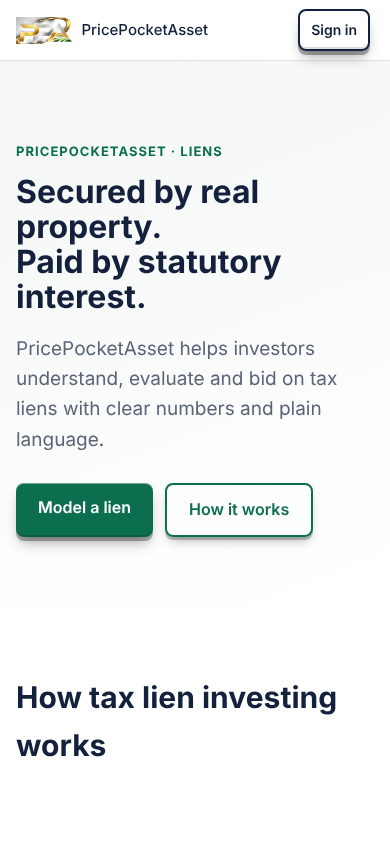 PPA
PricePocketAsset
Sign in
PRICEPOCKETASSET · LIENS
Secured by real
property.
Paid by statutory
interest.
PricePocketAsset helps investors
understand, evaluate and bid on tax
liens with clear numbers and plain
language.
Model a lien
How it works
How tax lien investing
works